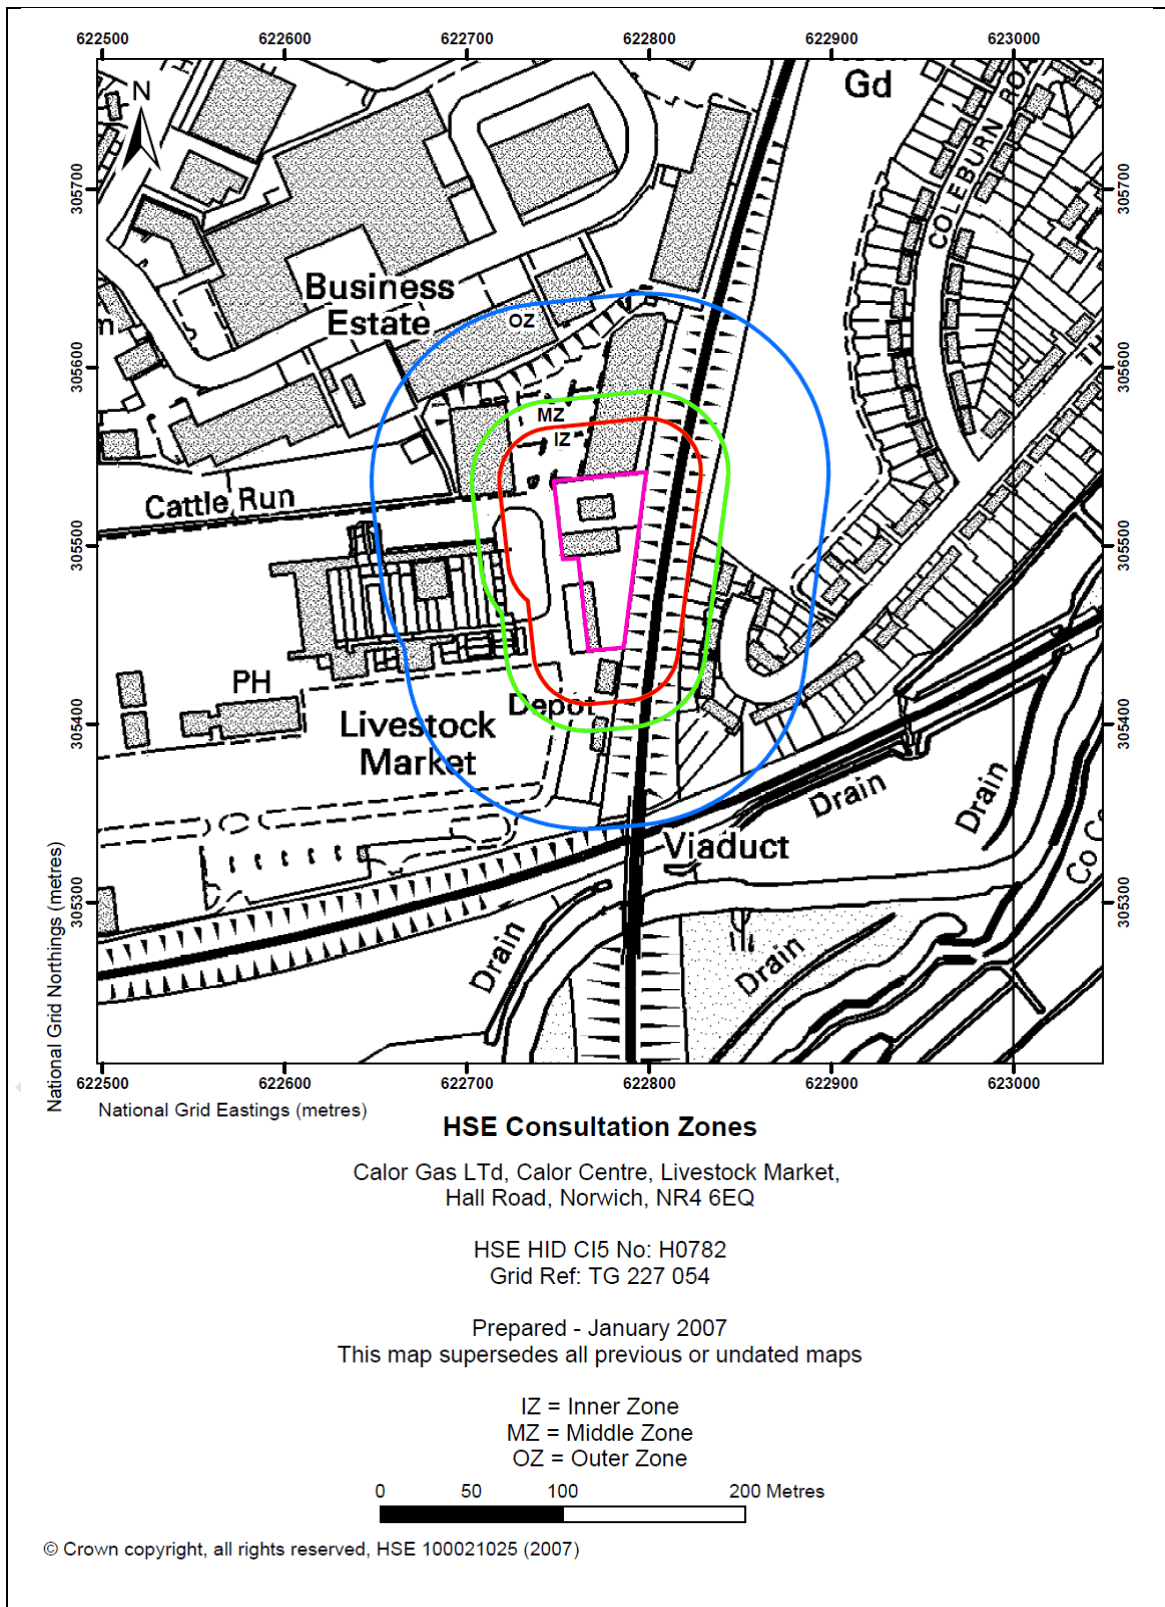 622500 622600 622700 622800 622900 623000
Gd
N
COLEBURN ROA
305700
305700
Business
Estate
OZ
m
TH
305600
305600
MZ
IZ
Cattle Run
305500
305500
PH
Depot
Livestock
Market
305400
305400
Drain
Drain
Viaduct
Co
305300
305300
Drain
Drain
National Grid Northings (metres)
622500 622600 622700 622800 622900 623000
National Grid Eastings (metres)
HSE Consultation Zones
Calor Gas LTd, Calor Centre, Livestock Market,
Hall Road, Norwich, NR4 6EQ
HSE HID CI5 No: H0782
Grid Ref: TG 227 054
Prepared - January 2007
This map supersedes all previous or undated maps
IZ = Inner Zone
MZ = Middle Zone
OZ = Outer Zone
0 50 100 200 Metres
© Crown copyright, all rights reserved, HSE 100021025 (2007)